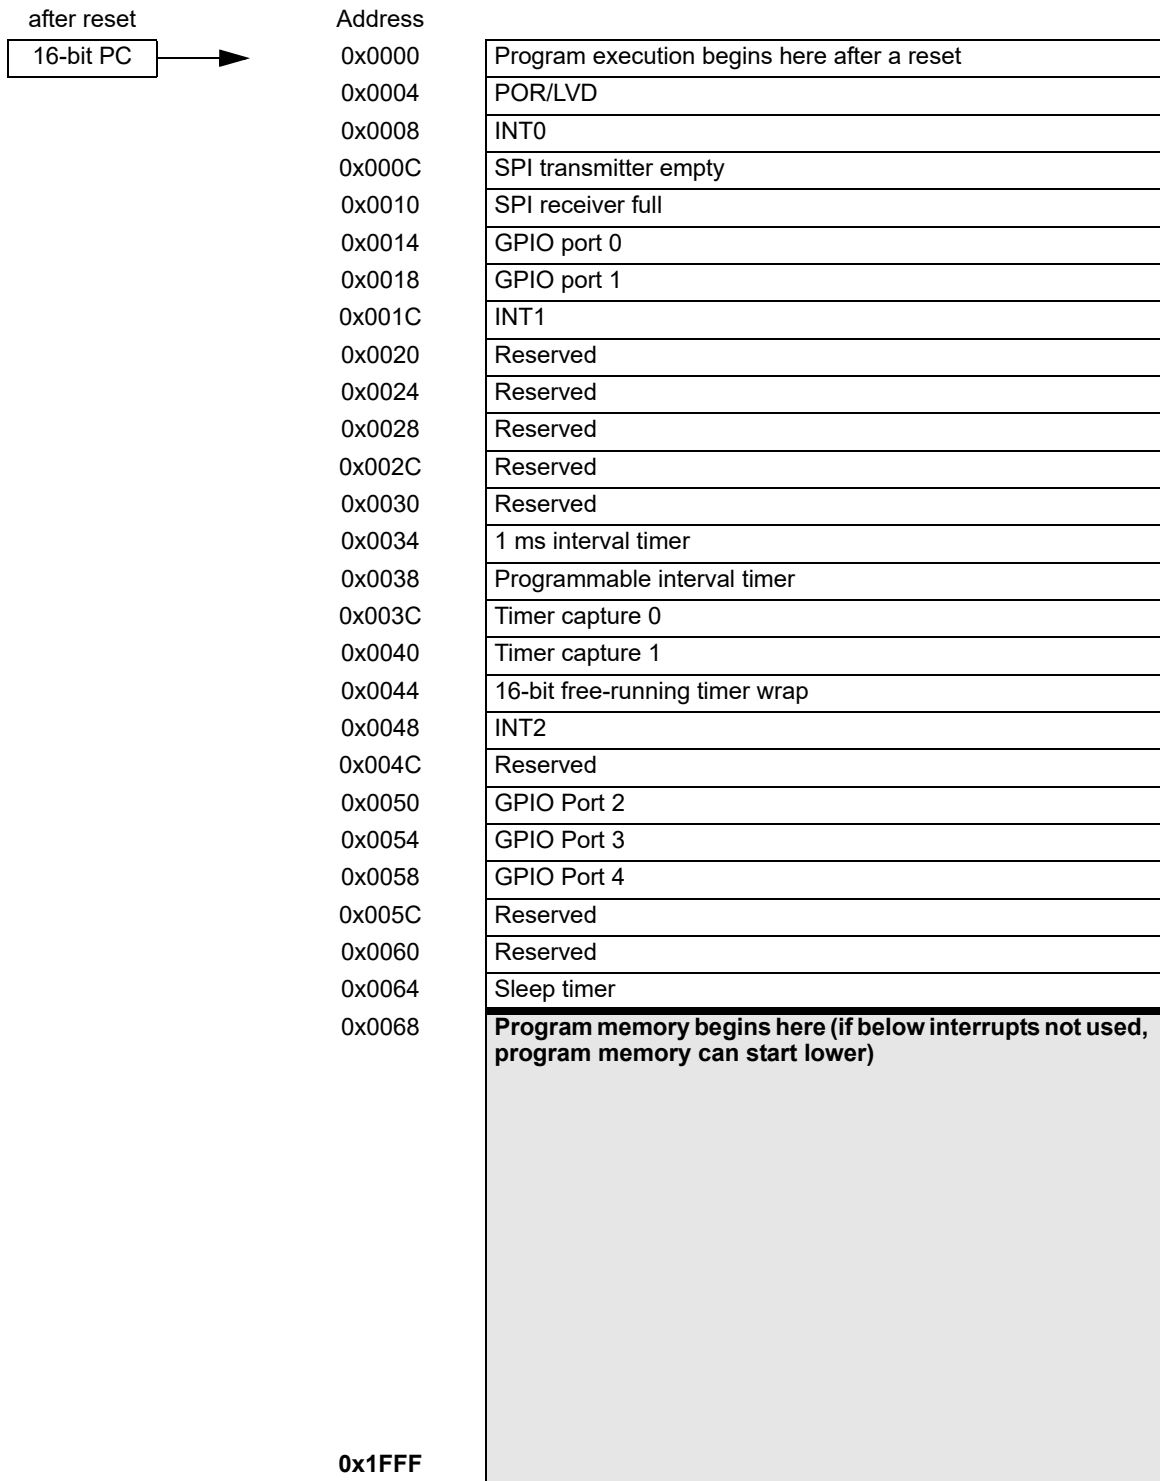 after reset Address
16-bit PC 0x0000 Program execution begins here after a reset
0x0004 POR/LVD
0x0008 INT0
0x000C SPI transmitter empty
0x0010 SPI receiver full
0x0014 GPIO port 0
0x0018 GPIO port 1
0x001C INT1
0x0020 Reserved
0x0024 Reserved
0x0028 Reserved
0x002C Reserved
0x0030 Reserved
0x0034 1 ms interval timer
0x0038 Programmable interval timer
0x003C Timer capture 0
0x0040 Timer capture 1
0x0044 16-bit free-running timer wrap
0x0048 INT2
0x004C Reserved
0x0050 GPIO Port 2
0x0054 GPIO Port 3
0x0058 GPIO Port 4
0x005C Reserved
0x0060 Reserved
0x0064 Sleep timer
0x0068 Program memory begins here (if below interrupts not used,
program memory can start lower)
0x1FFF